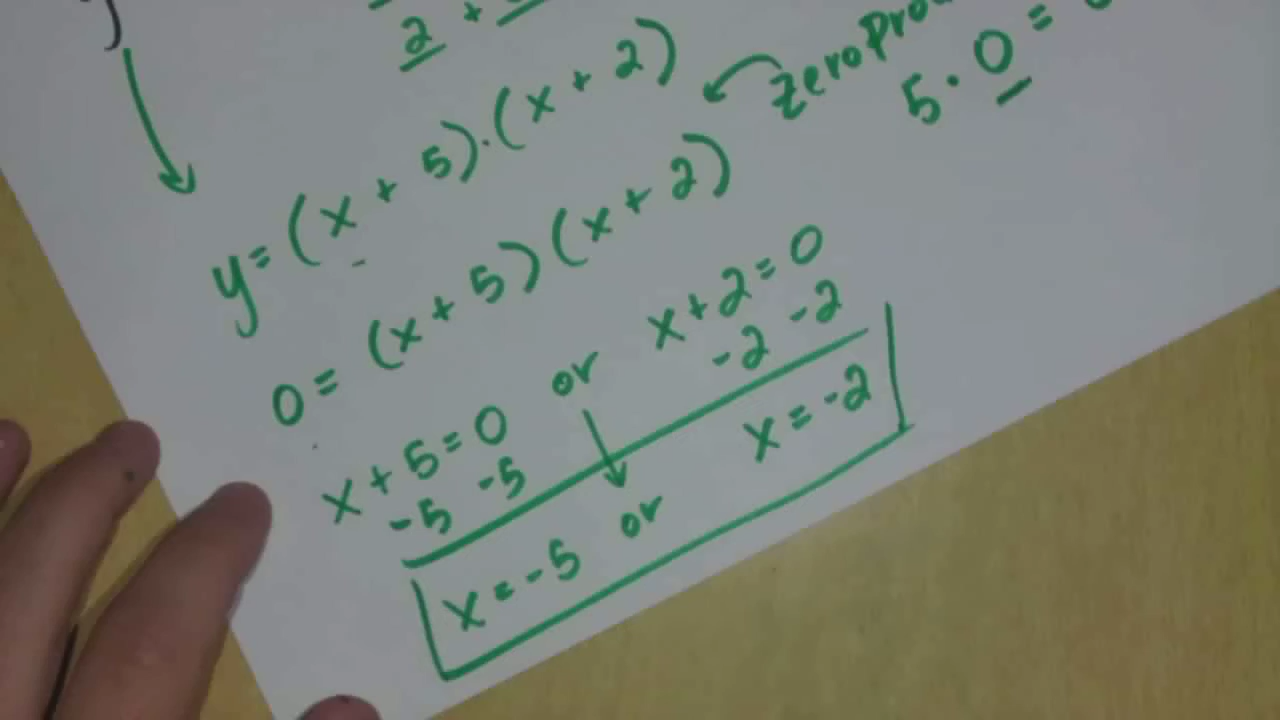 2 +
zero
5 · 0 =
y = (x + 5) · (x + 2)
0 = (x + 5) (x + 2)
x + 5 = 0 or x + 2 = 0
-5 -5 -2 -2
x = -5 or x = -2